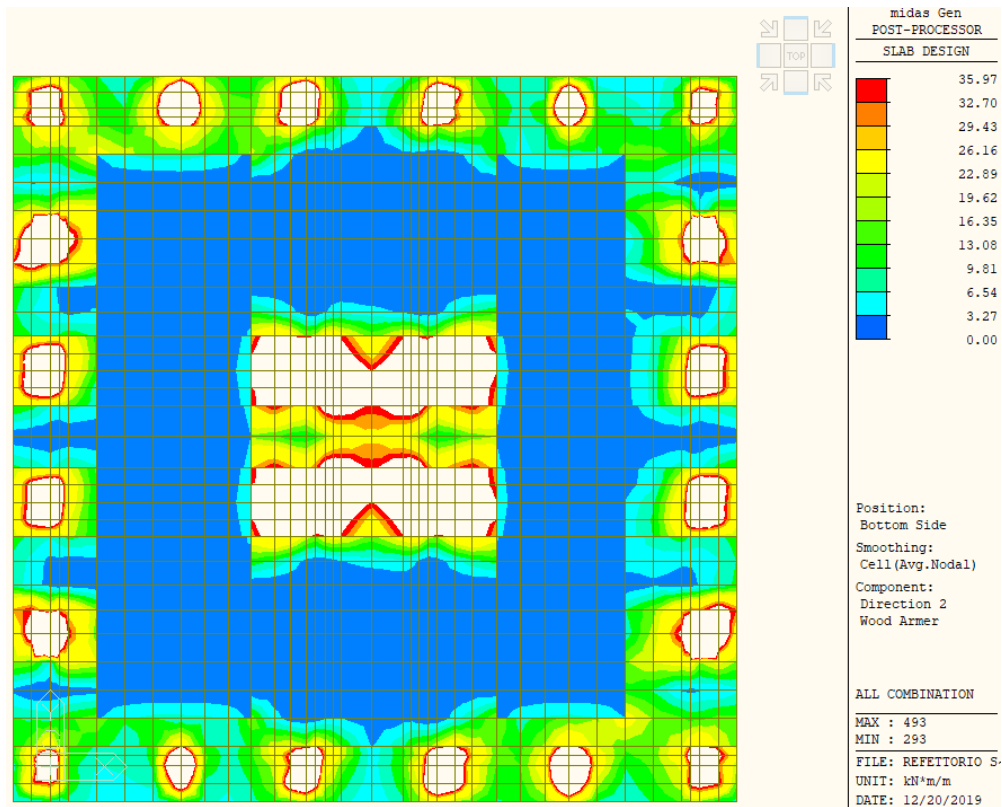 TOP
midas Gen
POST-PROCESSOR
SLAB DESIGN
35.97
32.70
29.43
26.16
22.89
19.62
16.35
13.08
9.81
6.54
3.27
0.00
Position:
Bottom Side
Smoothing:
Cell(Avg.Nodal)
Component:
Direction 2
Wood Armer
ALL COMBINATION
MAX : 493
MIN : 293
FILE: REFETTORIO S~
UNIT: kN*m/m
DATE: 12/20/2019